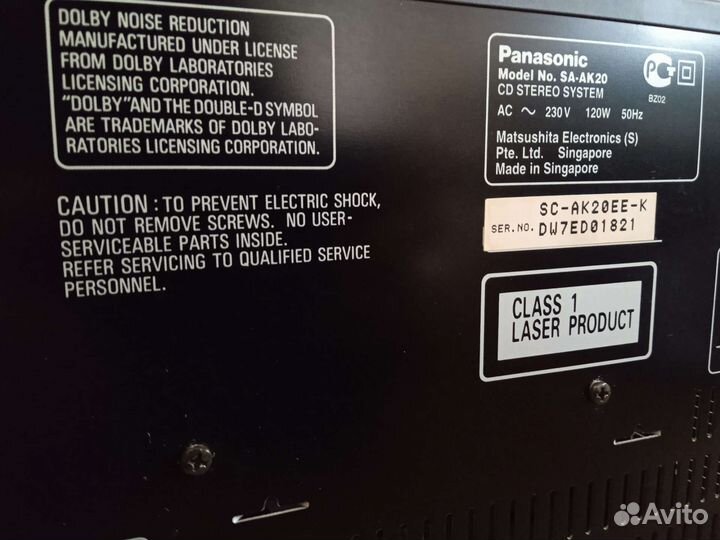 DOLBY NOISE REDUCTION
MANUFACTURED UNDER LICENSE
FROM DOLBY LABORATORIES
LICENSING CORPORATION.
"DOLBY" AND THE DOUBLE-D SYMBOL
ARE TRADEMARKS OF DOLBY LABO-
RATORIES LICENSING CORPORATION.
CAUTION : TO PREVENT ELECTRIC SHOCK,
DO NOT REMOVE SCREWS. NO USER-
SERVICEABLE PARTS INSIDE.
REFER SERVICING TO QUALIFIED SERVICE
PERSONNEL.
Panasonic
Model No. SA-AK20
CD STEREO SYSTEM
AC ～ 230V 120W 50Hz
Matsushita Electronics (S)
Pte. Ltd. Singapore
Made in Singapore
РСТ
BZ02
SC-AK20EE-K
SER.NO. DW7ED01821
CLASS 1
LASER PRODUCT
Avito